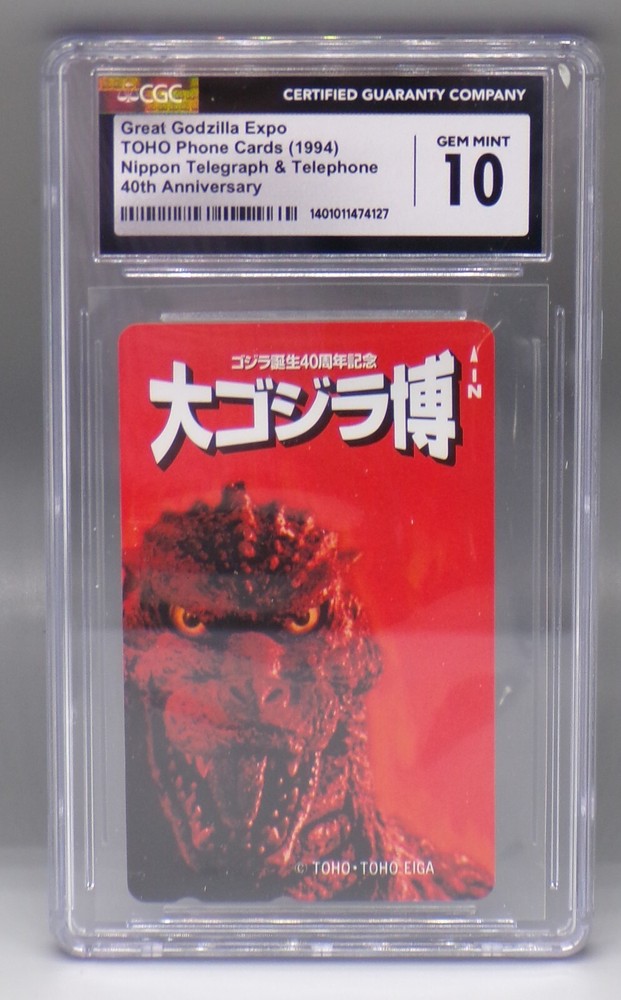 CGC
CERTIFIED GUARANTY COMPANY
Great Godzilla Expo
TOHO Phone Cards (1994)
Nippon Telegraph & Telephone
40th Anniversary
1401011474127
GEM MINT
10
ゴジラ誕生40周年記念
大ゴジラ博
IN
© TOHO・TOHO EIGA